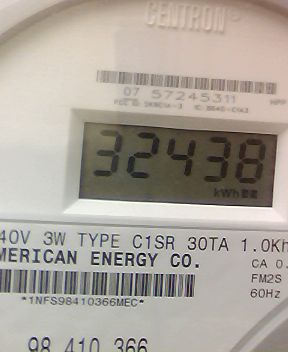 CENTRON®
07 57245311
32438
kWh
40V 3W TYPE C1SR 30TA 1.0Kh
MERICAN ENERGY CO.
CA 0.
FM2S
60Hz
*1NFS98410366MEC*
98 410 366